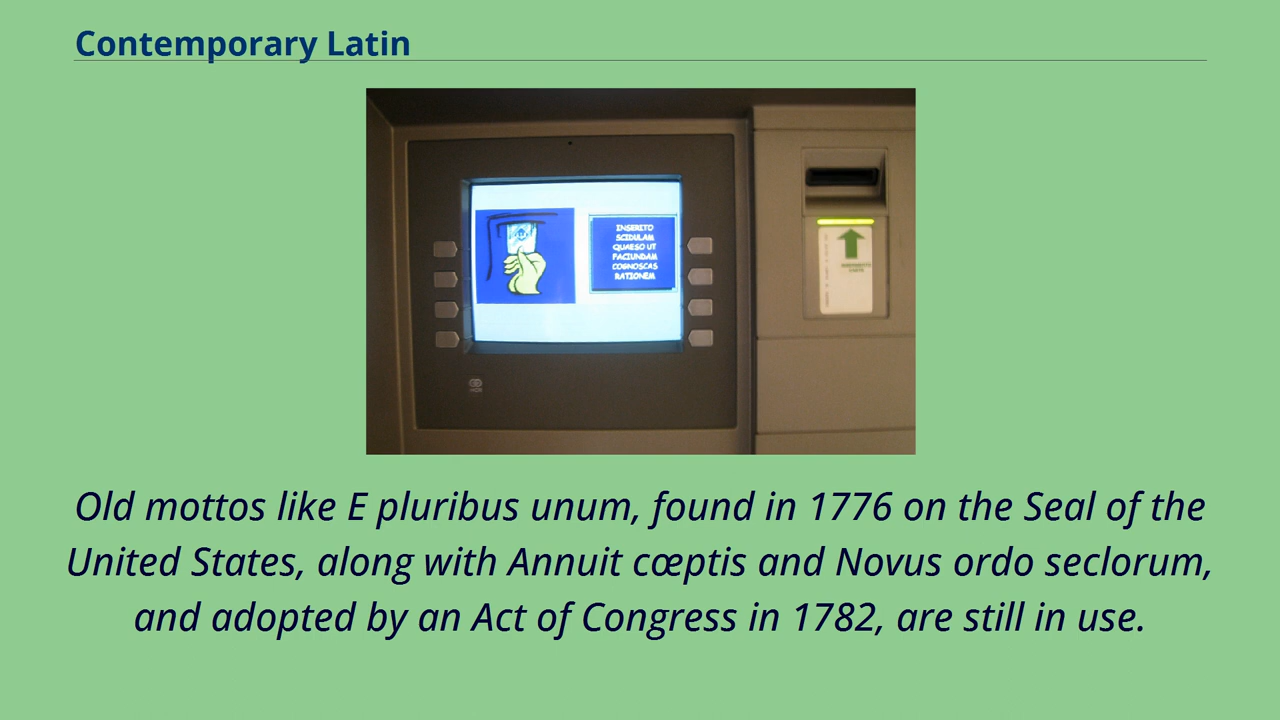 Contemporary Latin
INSERITO
SCIDULAM
QUAESO UT
FACIUNDAM
COGNOSCAS
RATIONEM
Old mottos like E pluribus unum, found in 1776 on the Seal of the
United States, along with Annuit cœptis and Novus ordo seclorum,
and adopted by an Act of Congress in 1782, are still in use.